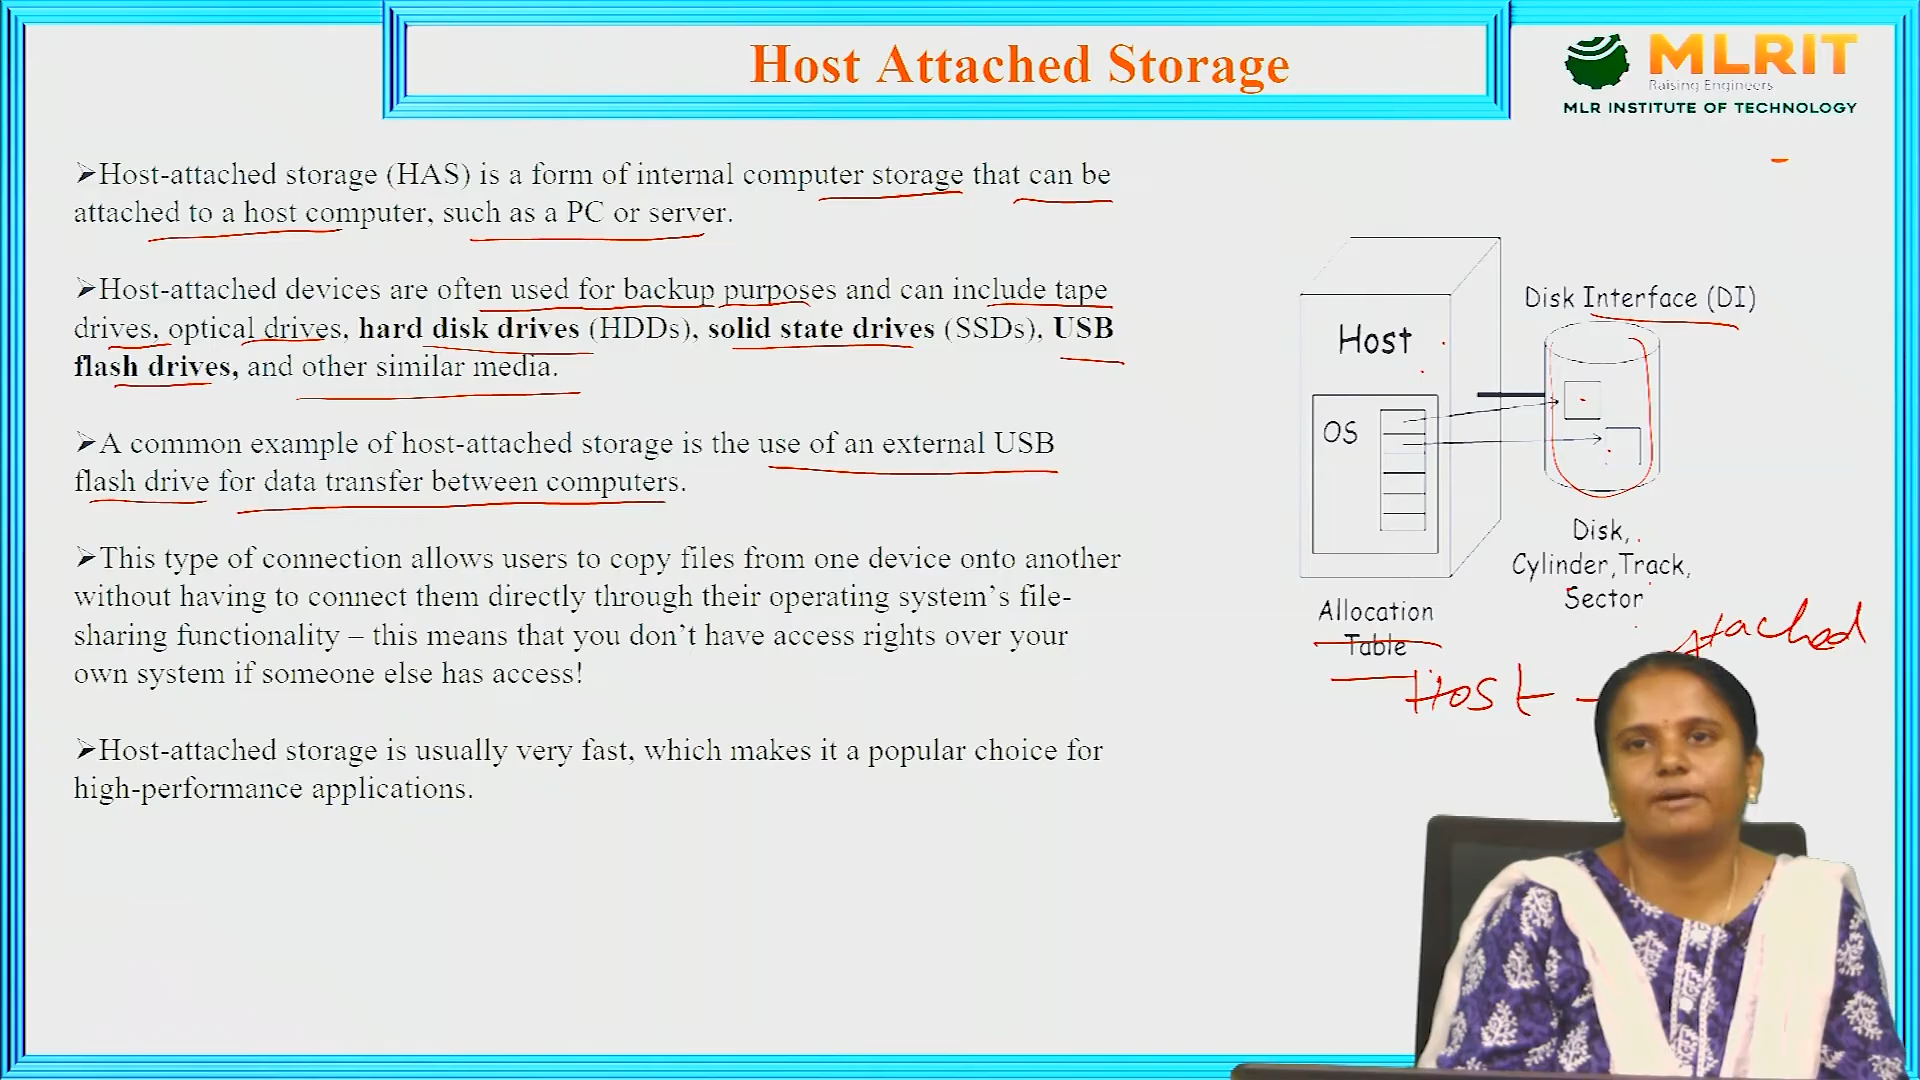 Host Attached Storage
MLRIT
Raising Engineers
MLR INSTITUTE OF TECHNOLOGY
➢Host-attached storage (HAS) is a form of internal computer storage that can be
attached to a host computer, such as a PC or server.
➢Host-attached devices are often used for backup purposes and can include tape
drives, optical drives, hard disk drives (HDDs), solid state drives (SSDs), USB
flash drives, and other similar media.
➢A common example of host-attached storage is the use of an external USB
flash drive for data transfer between computers.
➢This type of connection allows users to copy files from one device onto another
without having to connect them directly through their operating system's file-
sharing functionality – this means that you don't have access rights over your
own system if someone else has access!
➢Host-attached storage is usually very fast, which makes it a popular choice for
high-performance applications.
Disk Interface (DI)
Host
OS
Disk,
Cylinder,Track,
Sector
Allocation
Table
Host - Attached